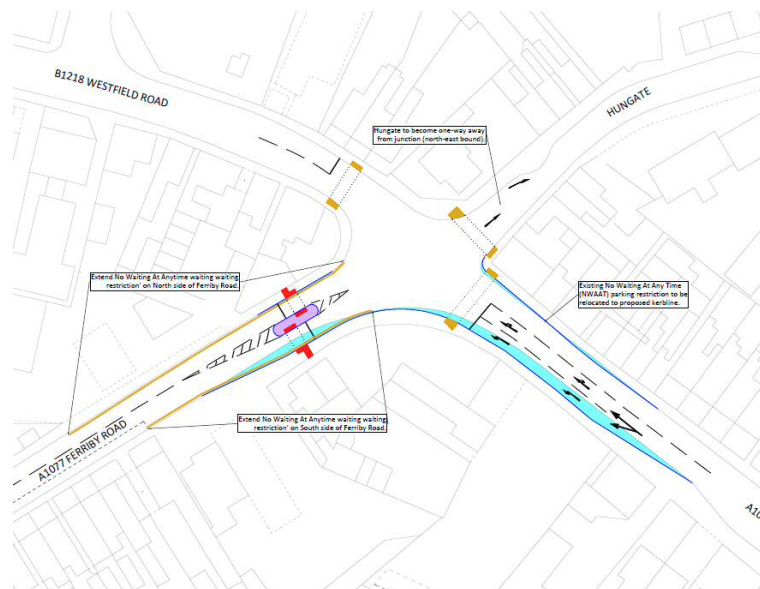 B1218 WESTFIELD ROAD
HUNGATE
Hungate to become one-way away
from junction (north-east bound).
Extend No Waiting At Anytime waiting waiting
restriction' on North side of Ferriby Road.
Existing No Waiting At Any Time
(NWAAT) parking restriction to be
relocated to proposed kerbline.
Extend No Waiting At Anytime waiting waiting
restriction' on South side of Ferriby Road.
A1077 FERRIBY ROAD
A10